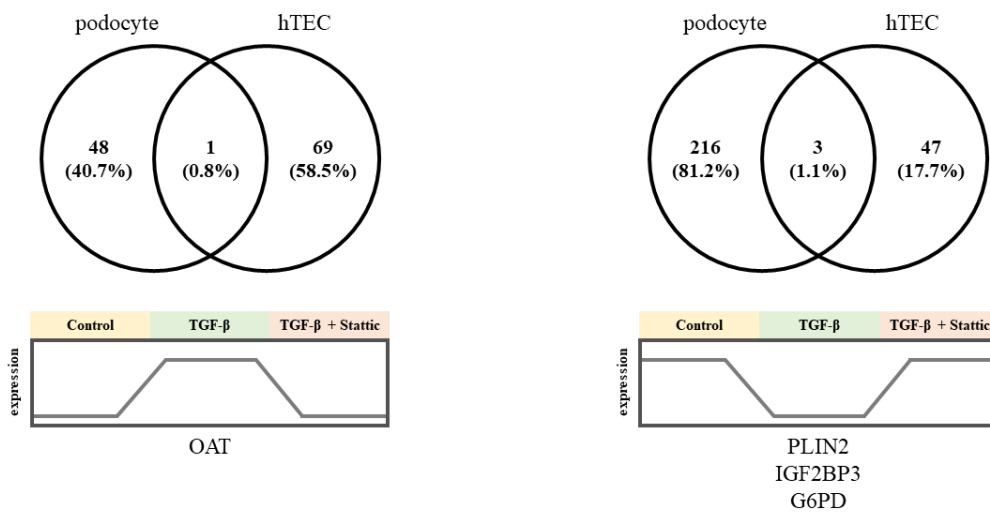 podocyte hTEC
48 1 69
(40.7%) (0.8%) (58.5%)
Control TGF-β TGF-β + Stattic
expression
OAT
podocyte hTEC
216 3 47
(81.2%) (1.1%) (17.7%)
Control TGF-β TGF-β + Stattic
expression
PLIN2
IGF2BP3
G6PD